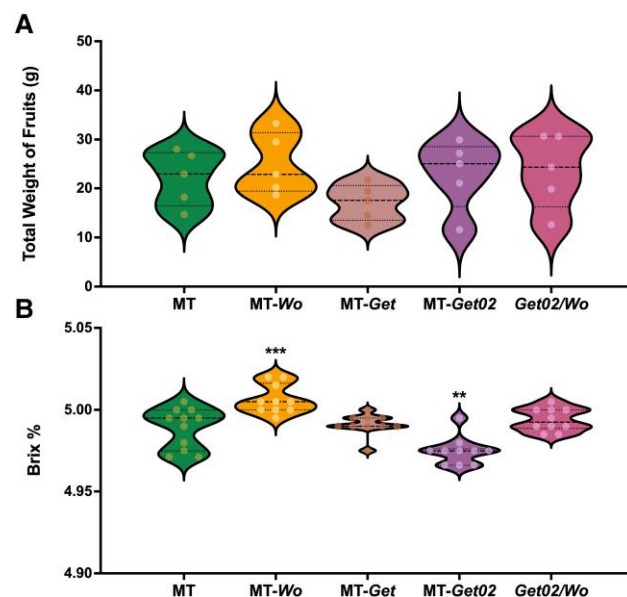 A
Total Weight of Fruits (g)
50
40
30
20
10
0
MT
MT-Wo
MT-Get
MT-Get02
Get02/Wo
B
Brix %
5.05
5.00
4.95
4.90
***
**
MT
MT-Wo
MT-Get
MT-Get02
Get02/Wo